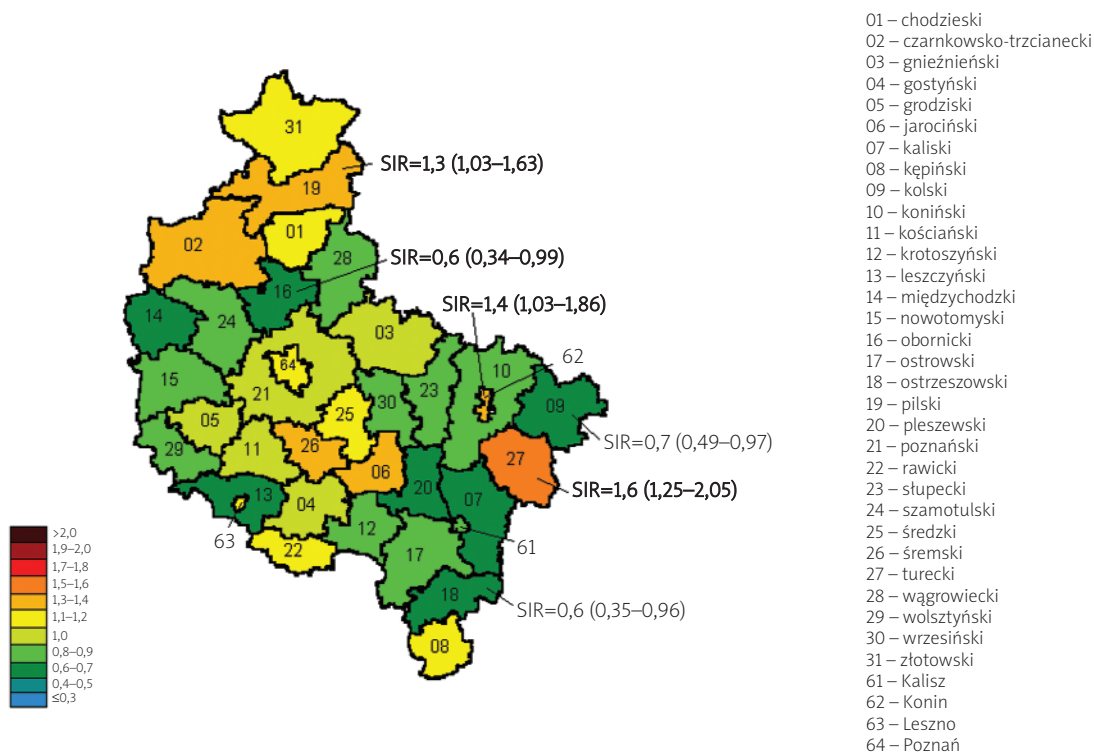 31
SIR=1,3 (1,03–1,63)
19
02
01
28
SIR=0,6 (0,34–0,99)
16
14
24
SIR=1,4 (1,03–1,86)
03
62
64
10
15
21
23
30
25
09
05
SIR=0,7 (0,49–0,97)
29
11
26
27
06
SIR=1,6 (1,25–2,05)
20
13
04
07
63
12
61
22
17
18
SIR=0,6 (0,35–0,96)
08
>2,0
1,9–2,0
1,7–1,8
1,5–1,6
1,3–1,4
1,1–1,2
1,0
0,8–0,9
0,6–0,7
0,4–0,5
≤0,3
01 – chodzieski
02 – czarnkowsko-trzcianecki
03 – gnieźnieński
04 – gostyński
05 – grodziski
06 – jarociński
07 – kaliski
08 – kępiński
09 – kolski
10 – koniński
11 – kościański
12 – krotoszyński
13 – leszczyński
14 – międzychodzki
15 – nowotomyski
16 – obornicki
17 – ostrowski
18 – ostrzeszowski
19 – pilski
20 – pleszewski
21 – poznański
22 – rawicki
23 – słupecki
24 – szamotulski
25 – średzki
26 – śremski
27 – turecki
28 – wągrowiecki
29 – wolsztyński
30 – wrzesiński
31 – złotowski
61 – Kalisz
62 – Konin
63 – Leszno
64 – Poznań